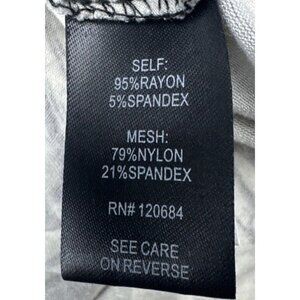 SELF:
95%RAYON
5%SPANDEX
MESH:
79%NYLON
21%SPANDEX
RN# 120684
SEE CARE
ON REVERSE